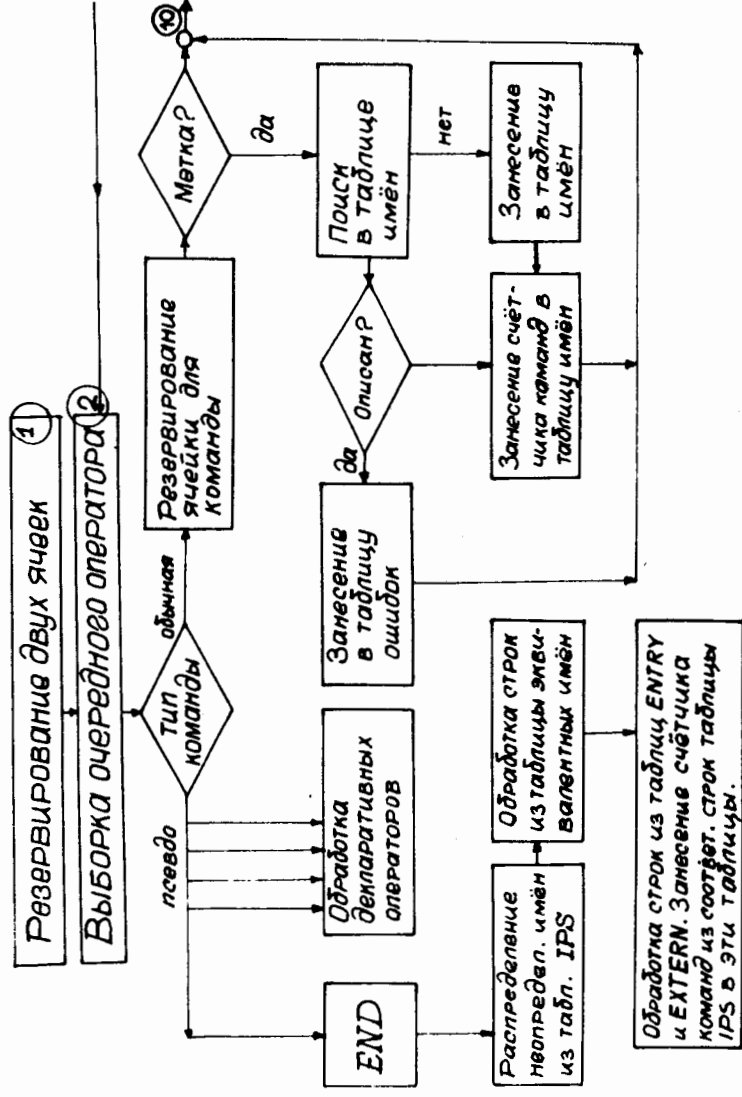 Резервирование двух ячеек
1
Выборка очередного оператора
2
Тип
команды
псевдо
обычная
Резервирование
ячейки для
команды
Метка?
10
да
Поиск
в таблице
имён
нет
Занесение
в таблицу
имён
Описан?
да
Занесение счёт-
чика команд в
таблицу имён
Занесение
в таблицу
ошибок
Обработка
декларативных
операторов
END
Распределение
неопредел. имён
из табл. IPS
Обработка строк
из таблицы экви-
валентных имён
Обработка строк из таблиц ENTRY
и EXTERN. Занесение счётчика
команд из соответ. строк таблицы
IPS в эти таблицы.